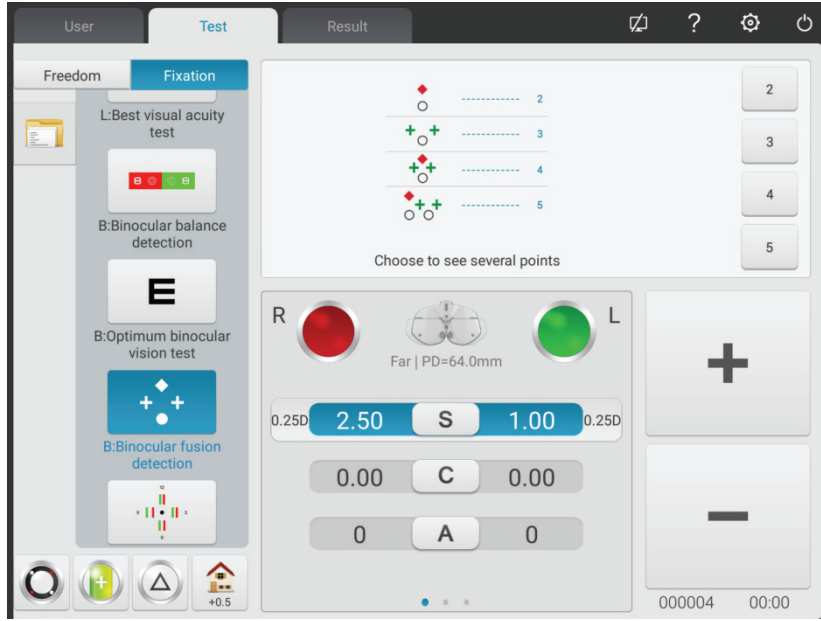 User
Test
Result
?
Freedom
Fixation
L:Best visual acuity
test
B:Binocular balance
detection
E
B:Optimum binocular
vision test
B:Binocular fusion
detection
+0.5
----------- 2
----------- 3
----------- 4
----------- 5
Choose to see several points
2
3
4
5
R
L
Far | PD=64.0mm
0.25D 2.50 S 1.00 0.25D
0.00 C 0.00
0 A 0
+
−
000004 00:00